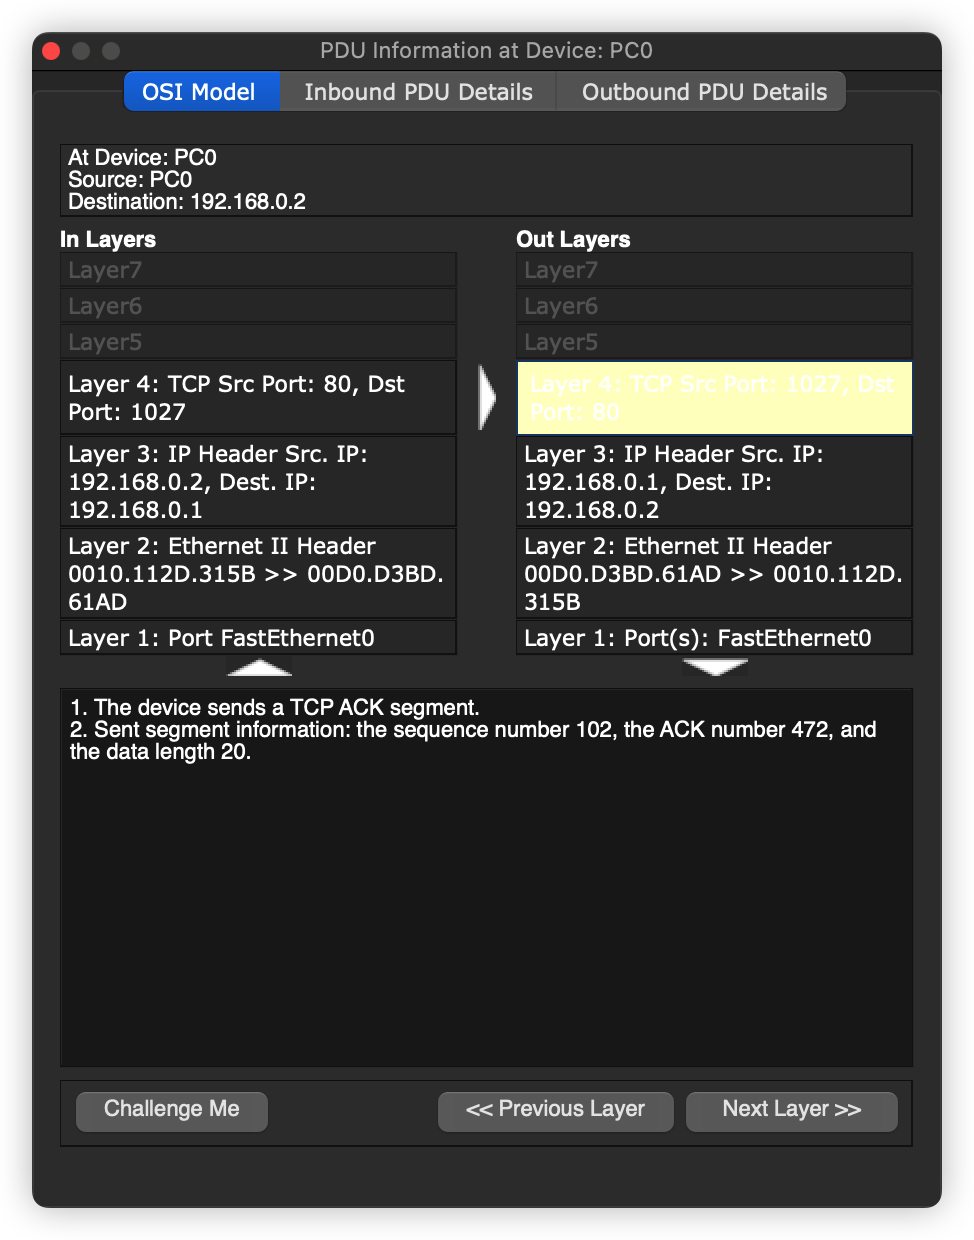 PDU Information at Device: PC0
OSI Model
Inbound PDU Details
Outbound PDU Details
At Device: PC0
Source: PC0
Destination: 192.168.0.2
In Layers
Layer7
Layer6
Layer5
Layer 4: TCP Src Port: 80, Dst
Port: 1027
Layer 3: IP Header Src. IP:
192.168.0.2, Dest. IP:
192.168.0.1
Layer 2: Ethernet II Header
0010.112D.315B >> 00D0.D3BD.
61AD
Layer 1: Port FastEthernet0
Out Layers
Layer7
Layer6
Layer5
Layer 4: TCP Src Port: 1027, Dst
Port: 80
Layer 3: IP Header Src. IP:
192.168.0.1, Dest. IP:
192.168.0.2
Layer 2: Ethernet II Header
00D0.D3BD.61AD >> 0010.112D.
315B
Layer 1: Port(s): FastEthernet0
1. The device sends a TCP ACK segment.
2. Sent segment information: the sequence number 102, the ACK number 472, and
the data length 20.
Challenge Me
<< Previous Layer
Next Layer >>